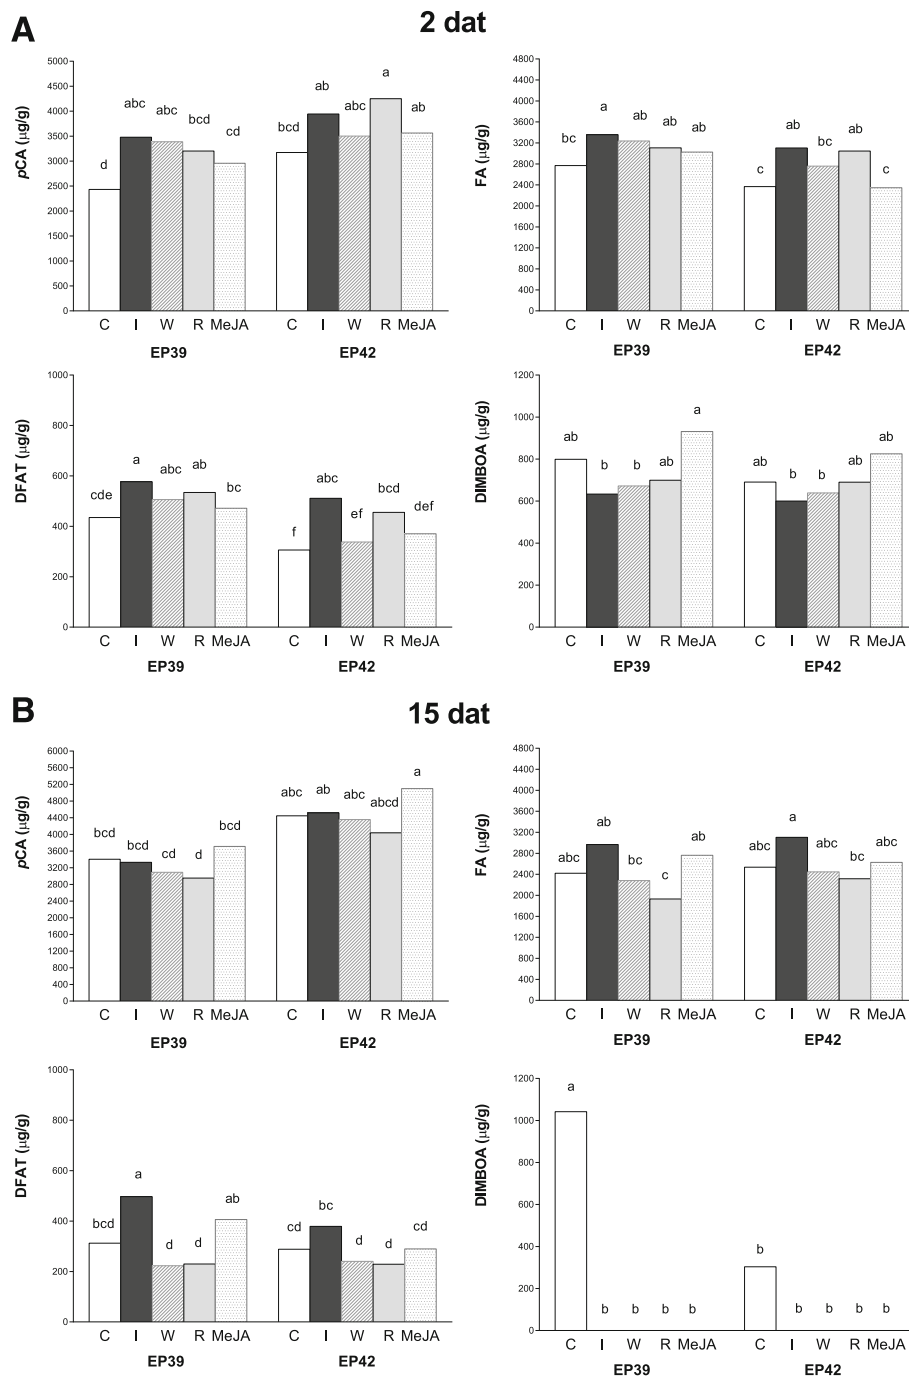 A
2 dat
pCA (µg/g)
5000
4500
4000
3500
3000
2500
2000
1500
1000
500
0
d abc abc bcd cd bcd ab abc a ab
C I W R MeJA C I W R MeJA
EP39 EP42
FA (µg/g)
4800
4400
4000
3600
3200
2800
2400
2000
1600
1200
800
400
0
bc a ab ab ab c ab bc ab c
C I W R MeJA C I W R MeJA
EP39 EP42
DFAT (µg/g)
1000
800
600
400
200
0
cde a abc ab bc f abc ef bcd def
C I W R MeJA C I W R MeJA
EP39 EP42
DIMBOA (µg/g)
1200
1000
800
600
400
200
0
ab b b ab a ab b b ab ab
C I W R MeJA C I W R MeJA
EP39 EP42
B
15 dat
pCA (µg/g)
6000
5600
5200
4800
4400
4000
3600
3200
2800
2400
2000
1600
1200
800
400
0
bcd bcd cd d bcd abc ab abc abcd a
C I W R MeJA C I W R MeJA
EP39 EP42
FA (µg/g)
4800
4400
4000
3600
3200
2800
2400
2000
1600
1200
800
400
0
abc ab bc c ab abc a abc bc abc
C I W R MeJA C I W R MeJA
EP39 EP42
DFAT (µg/g)
1000
800
600
400
200
0
bcd a d d ab cd bc d d cd
C I W R MeJA C I W R MeJA
EP39 EP42
DIMBOA (µg/g)
1200
1000
800
600
400
200
0
a b b b b b b b b b
C I W R MeJA C I W R MeJA
EP39 EP42